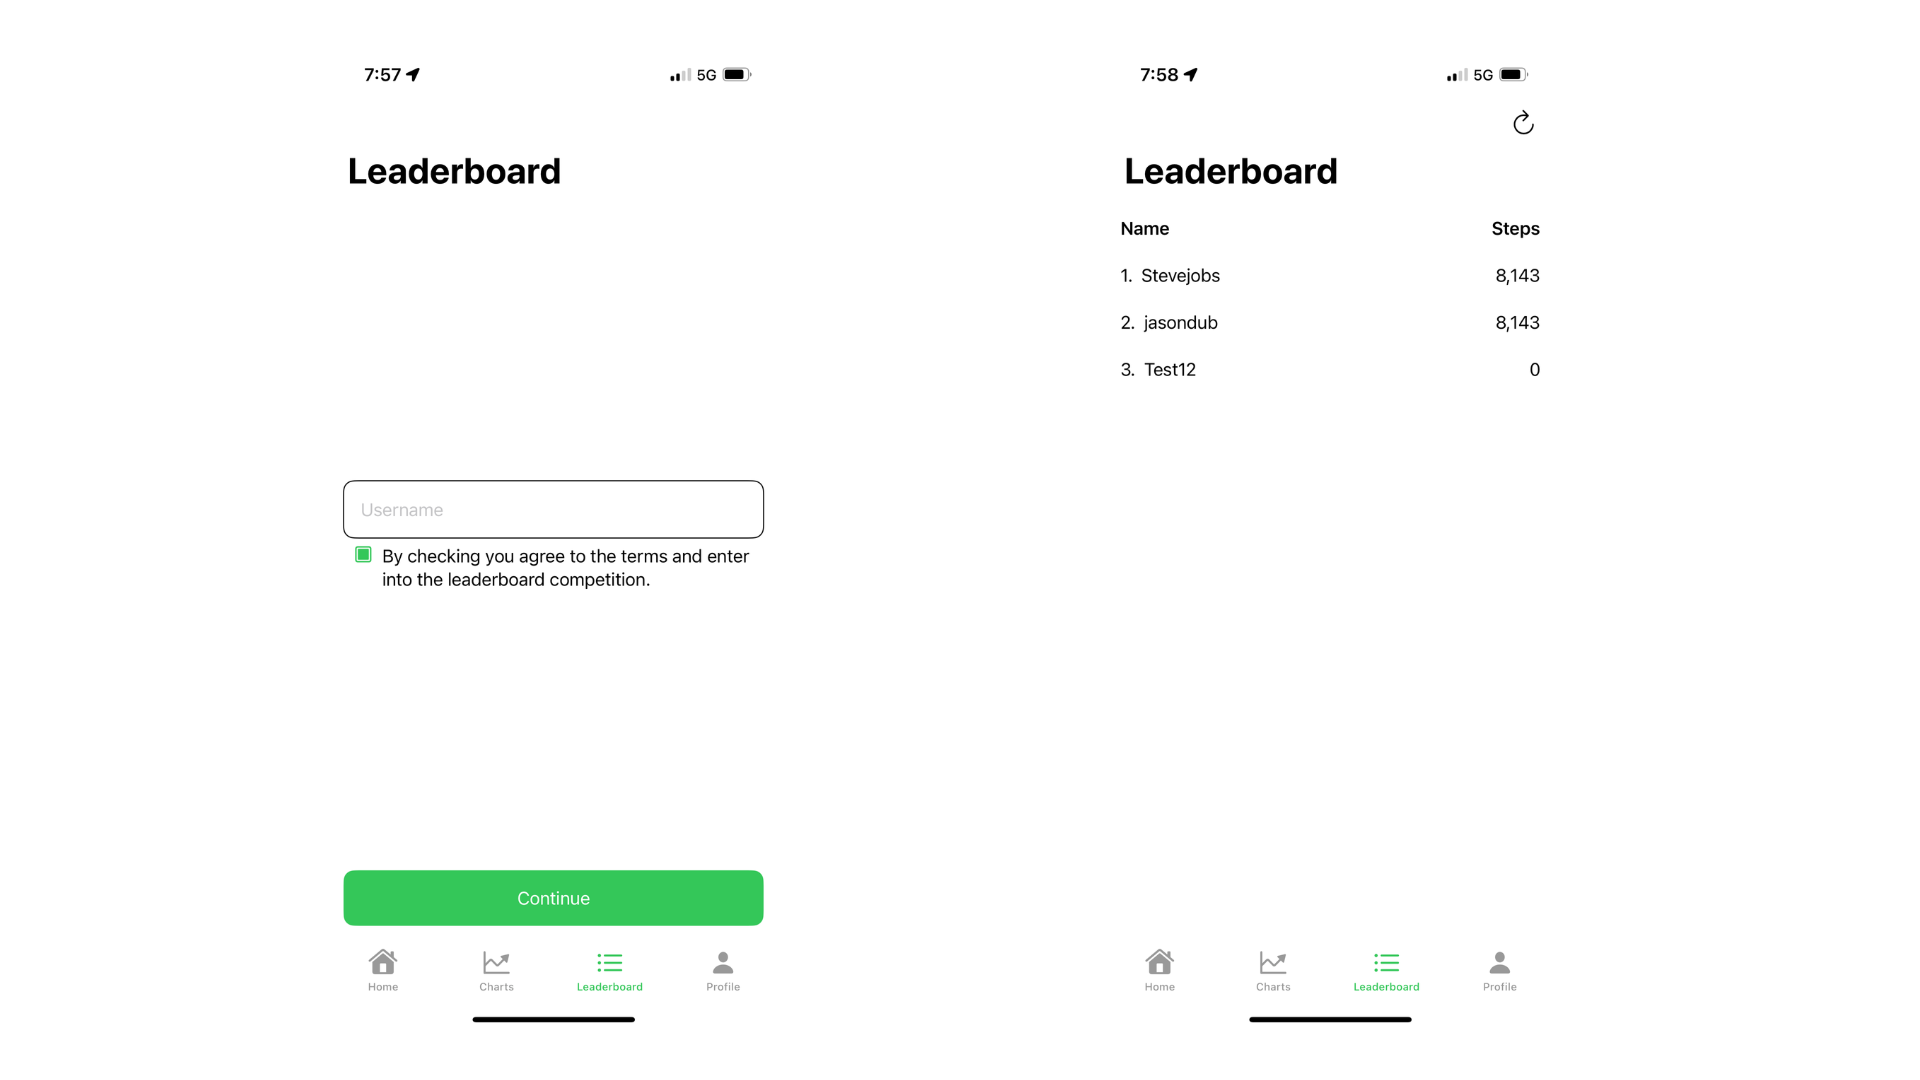 7:57
5G
Leaderboard
Username
By checking you agree to the terms and enter
into the leaderboard competition.
Continue
Home
Charts
Leaderboard
Profile
7:58
5G
Leaderboard
Name Steps
1. Stevejobs 8,143
2. jasondub 8,143
3. Test12 0
Home
Charts
Leaderboard
Profile